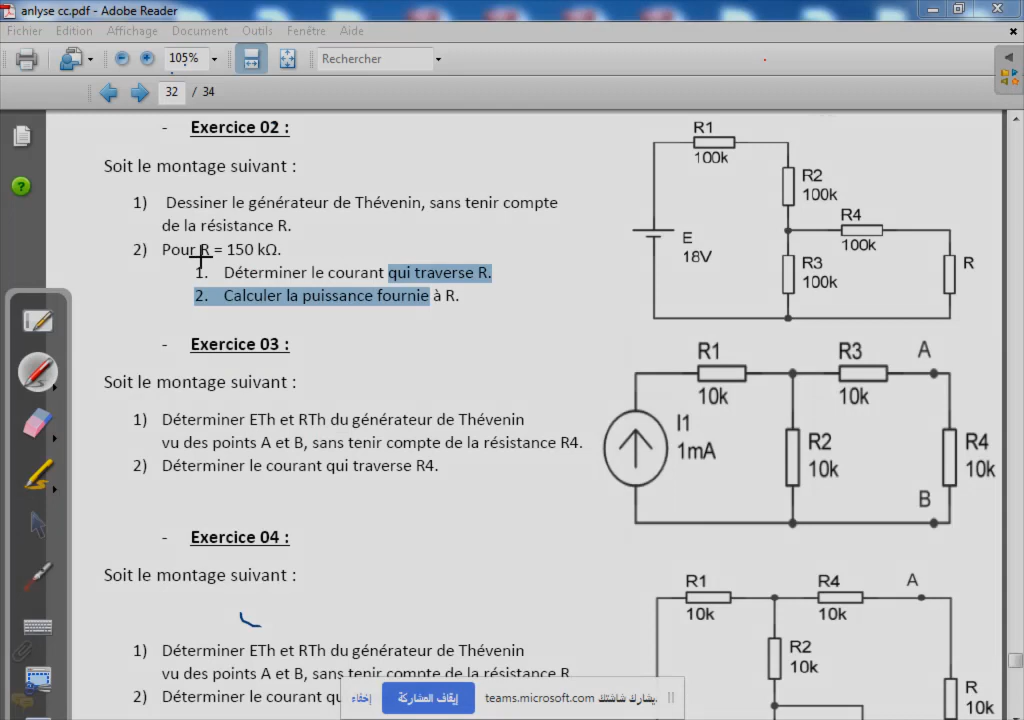 anlyse cc.pdf - Adobe Reader
Fichier Edition Affichage Document Outils Fenêtre Aide
105% Rechercher
32 / 34
- Exercice 02 :
Soit le montage suivant :
1) Dessiner le générateur de Thévenin, sans tenir compte
de la résistance R.
2) Pour R = 150 kΩ.
1. Déterminer le courant qui traverse R.
2. Calculer la puissance fournie à R.
R1
100k
R2
100k
R4
100k
E
18V
R3
100k
R
- Exercice 03 :
Soit le montage suivant :
1) Déterminer ETh et RTh du générateur de Thévenin
vu des points A et B, sans tenir compte de la résistance R4.
2) Déterminer le courant qui traverse R4.
R1
10k
R3
10k
A
I1
1mA
R2
10k
R4
10k
B
- Exercice 04 :
Soit le montage suivant :
1) Déterminer ETh et RTh du générateur de Thévenin
vu des points A et B, sans tenir compte de la résistance R
2) Déterminer le courant qu
R1
10k
R4
10k
A
R2
10k
R
10k
يشارك شاشتك teams.microsoft.com.
إيقاف المشاركة
إخفاء